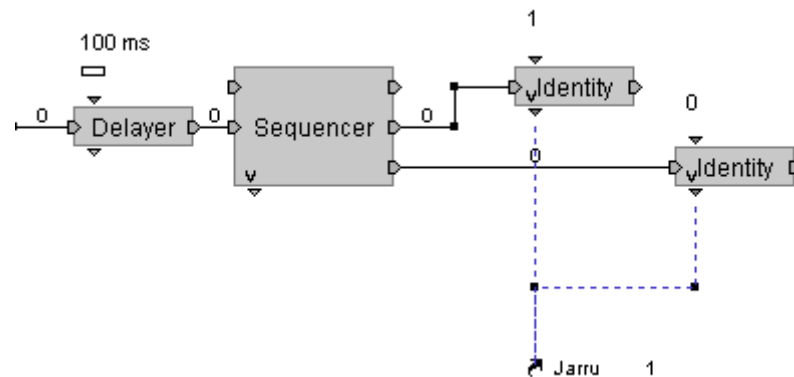 1
100 ms
0
0 Delayer 0 Sequencer 0 V Identity
V
0 V Identity
Jarru 1